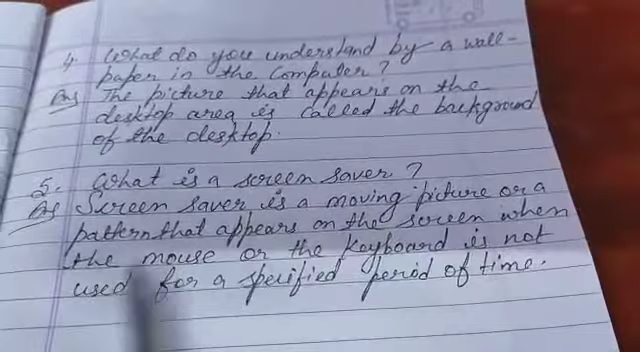 4. What do you understand by a wall-
paper in the Computer?
Ans The picture that appears on the
desktop area is called the background
of the desktop.
5. What is a screen saver?
Ans Screen saver is a moving picture or a
pattern that appears on the screen when
the mouse or the keyboard is not
used for a specified period of time.